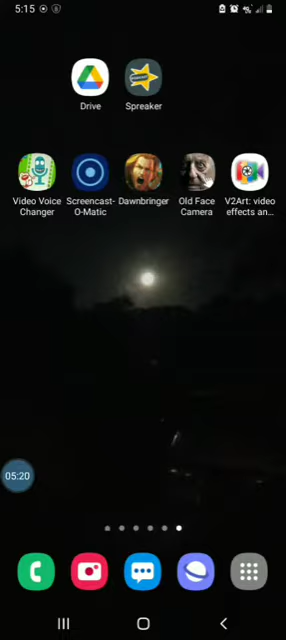 5:15
Drive
Spreaker
Video Voice
Changer
Screencast-
O-Matic
Dawnbringer
Old Face
Camera
V2Art: video
effects an...
05:20